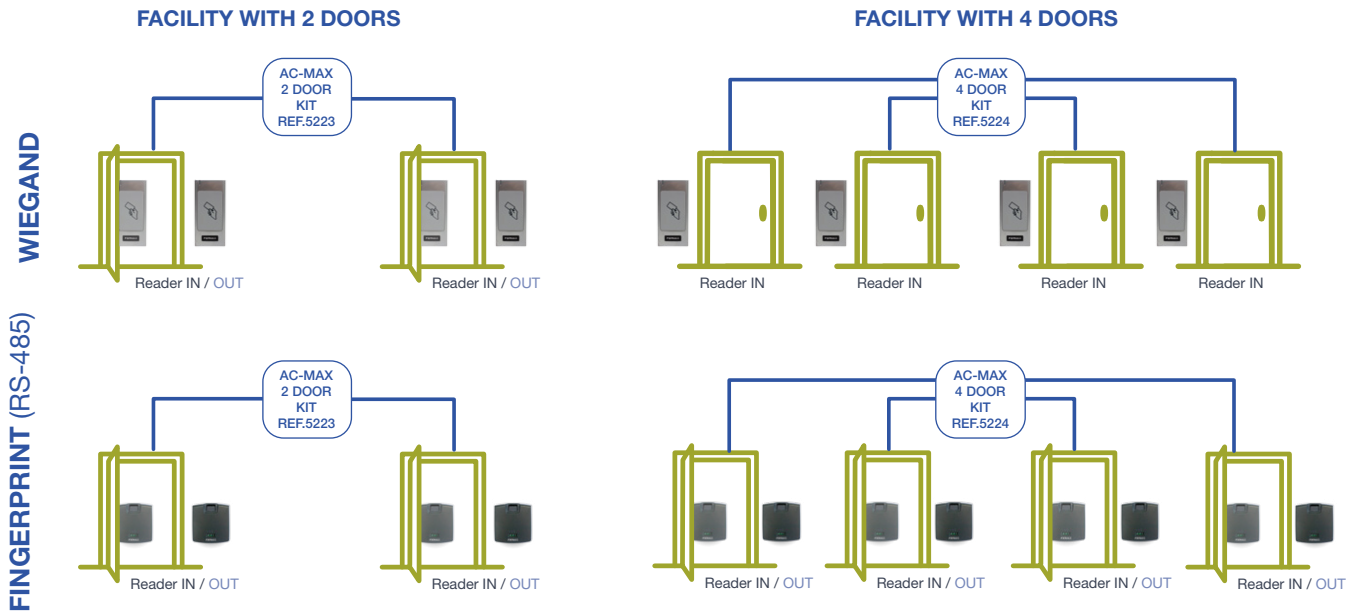 FACILITY WITH 2 DOORS
FACILITY WITH 4 DOORS
WIEGAND
AC-MAX
2 DOOR
KIT
REF.5223
Reader IN / OUT
Reader IN / OUT
AC-MAX
4 DOOR
KIT
REF.5224
Reader IN
Reader IN
Reader IN
Reader IN
FINGERPRINT (RS-485)
AC-MAX
2 DOOR
KIT
REF.5223
Reader IN / OUT
Reader IN / OUT
AC-MAX
4 DOOR
KIT
REF.5224
Reader IN / OUT
Reader IN / OUT
Reader IN / OUT
Reader IN / OUT